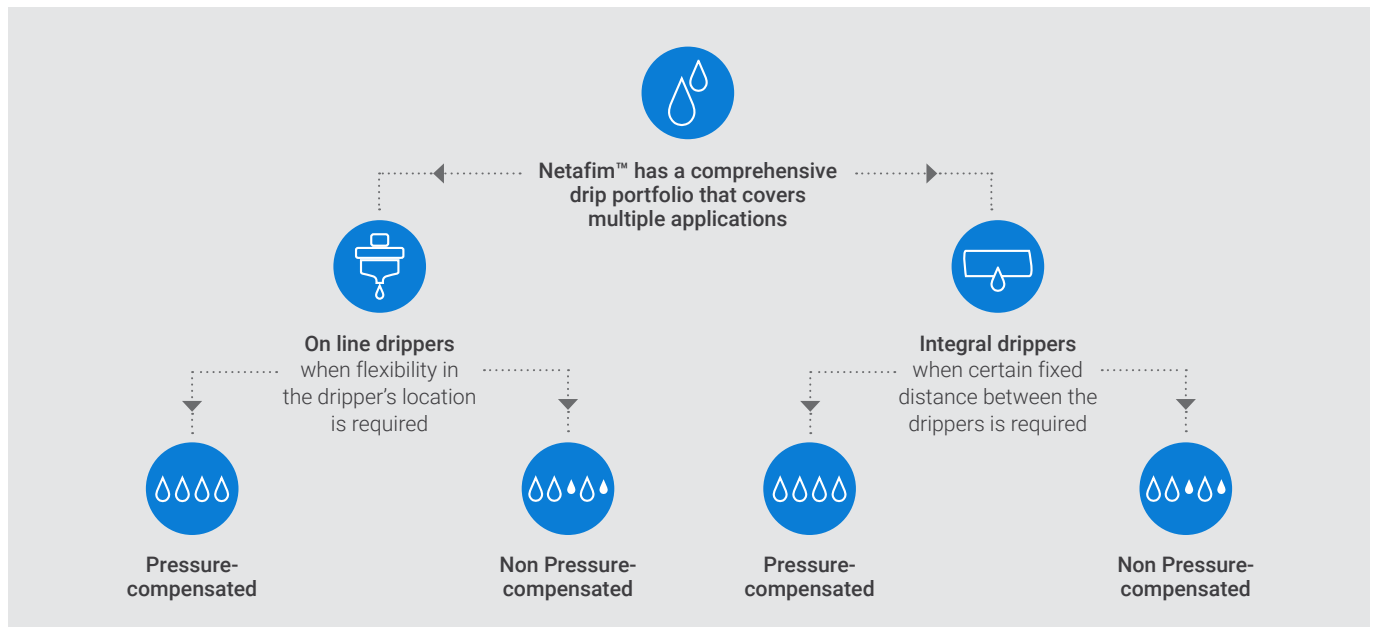 Netafim™ has a comprehensive
drip portfolio that covers
multiple applications
On line drippers
when flexibility in
the dripper's location
is required
Integral drippers
when certain fixed
distance between the
drippers is required
Pressure-
compensated
Non Pressure-
compensated
Pressure-
compensated
Non Pressure-
compensated